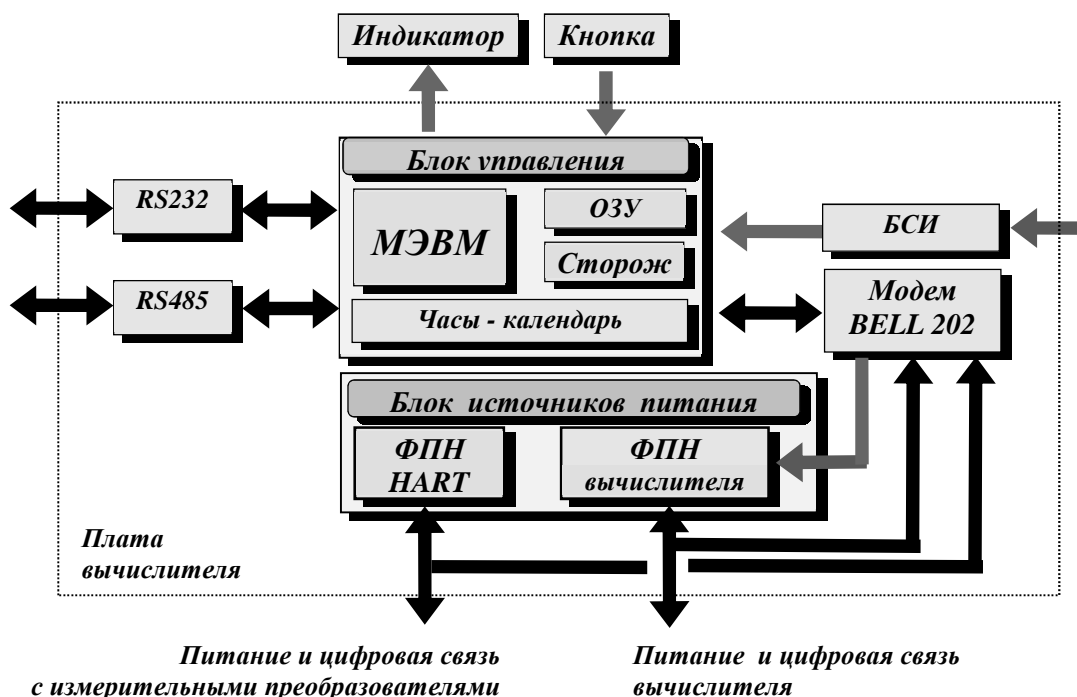 Индикатор
Кнопка
Блок управления
RS232
МЭВМ
ОЗУ
БСИ
Сторож
RS485
Модем
BELL 202
Часы - календарь
Блок источников питания
ФПН
HART
ФПН
вычислителя
Плата
вычислителя
Питание и цифровая связь
с измерительными преобразователями
Питание и цифровая связь
вычислителя